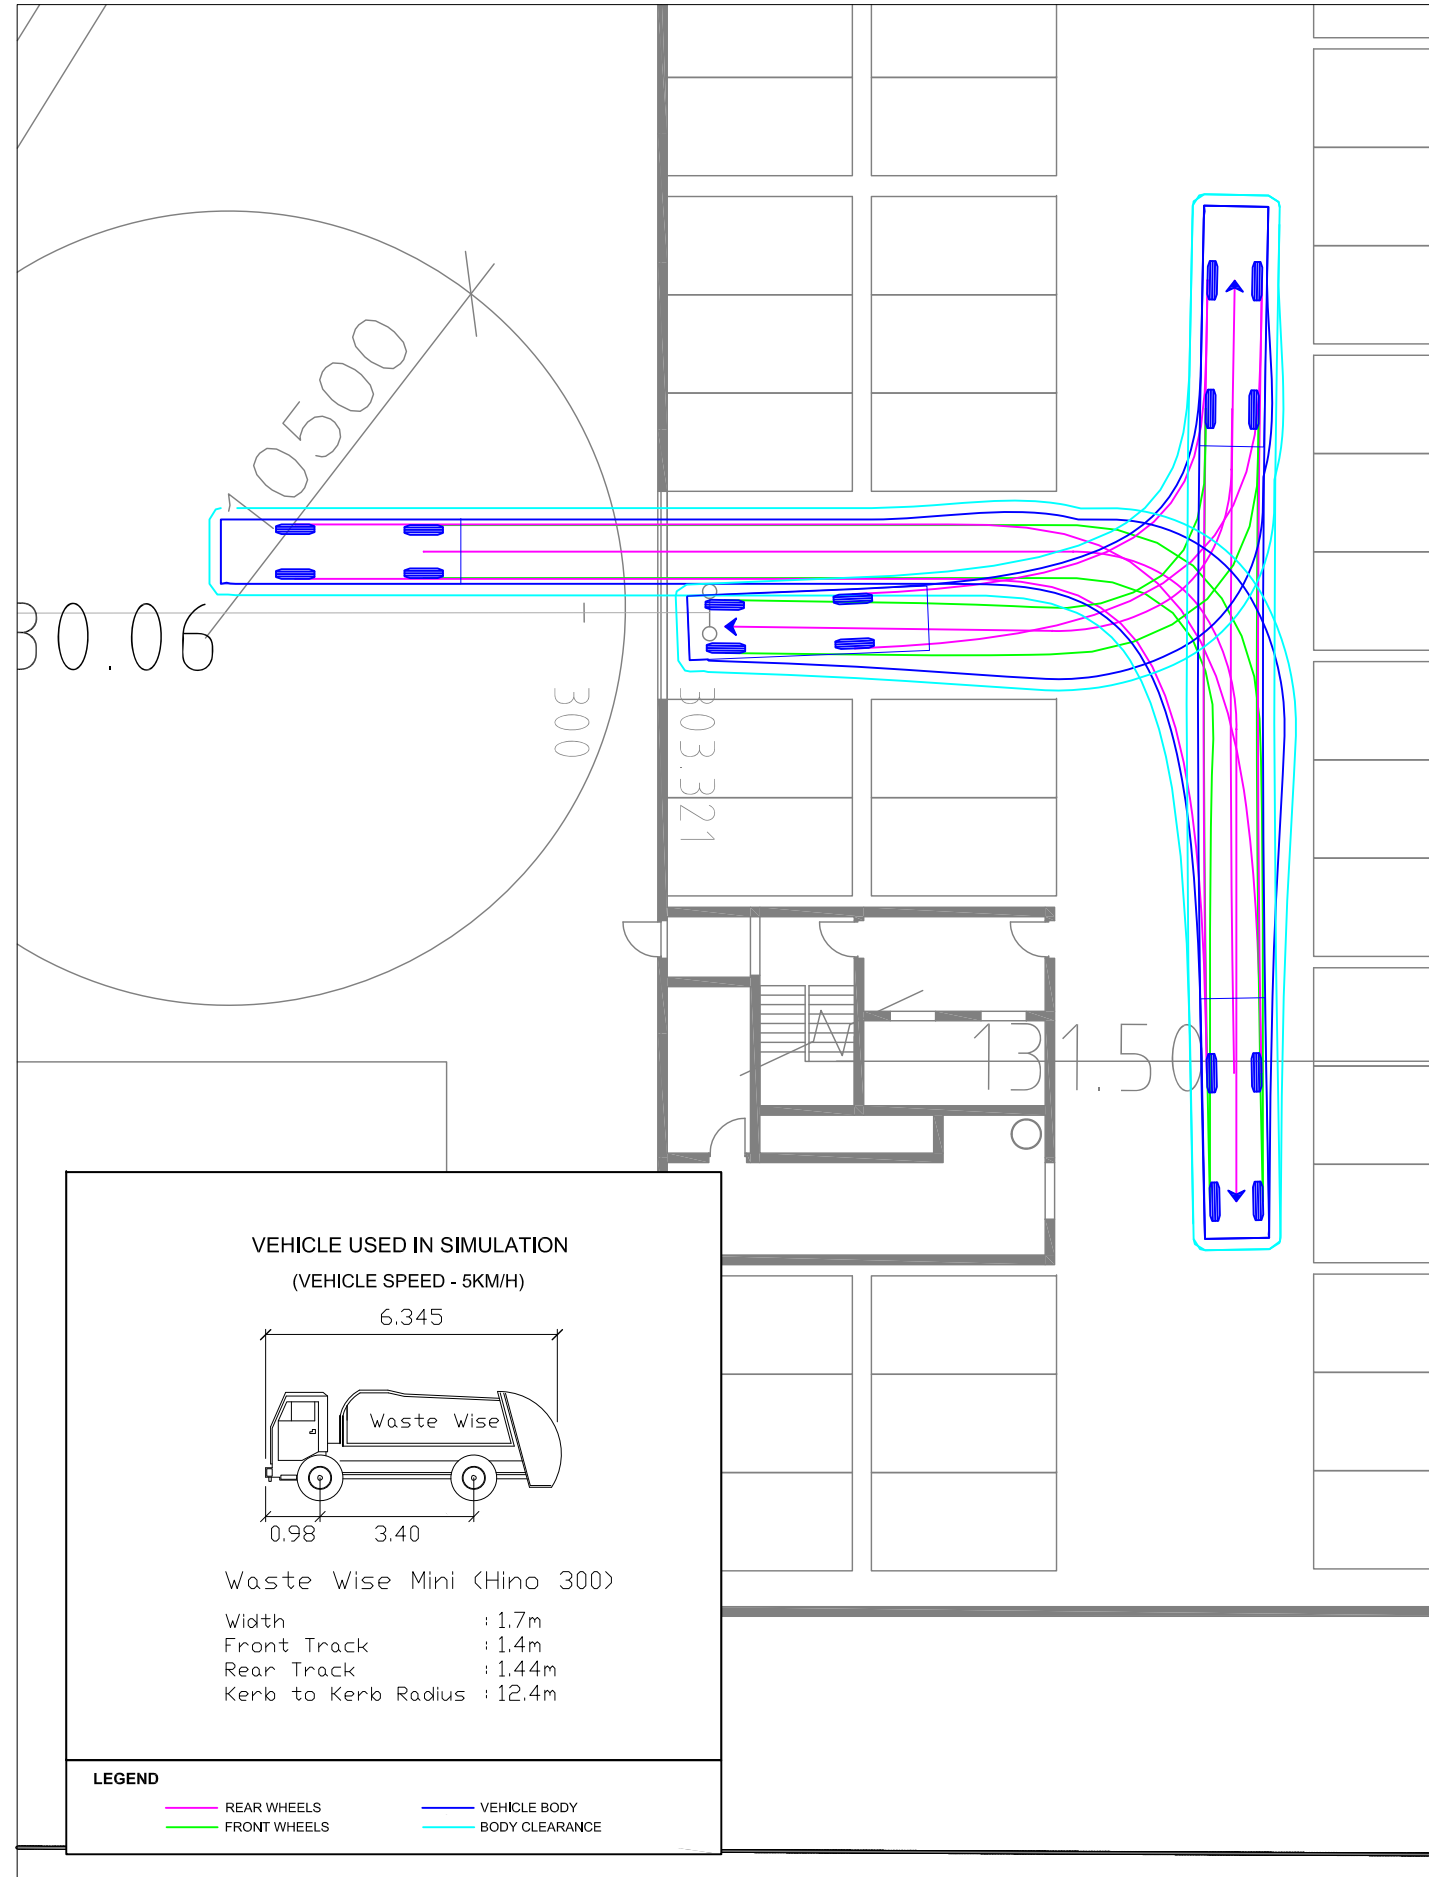 10500
30.06
300
303.321
131.50
VEHICLE USED IN SIMULATION
(VEHICLE SPEED - 5KM/H)
6.345
Waste Wise
0.98 3.40
Waste Wise Mini (Hino 300)
Width : 1.7m
Front Track : 1.4m
Rear Track : 1.44m
Kerb to Kerb Radius : 12.4m
LEGEND
REAR WHEELS VEHICLE BODY
FRONT WHEELS BODY CLEARANCE